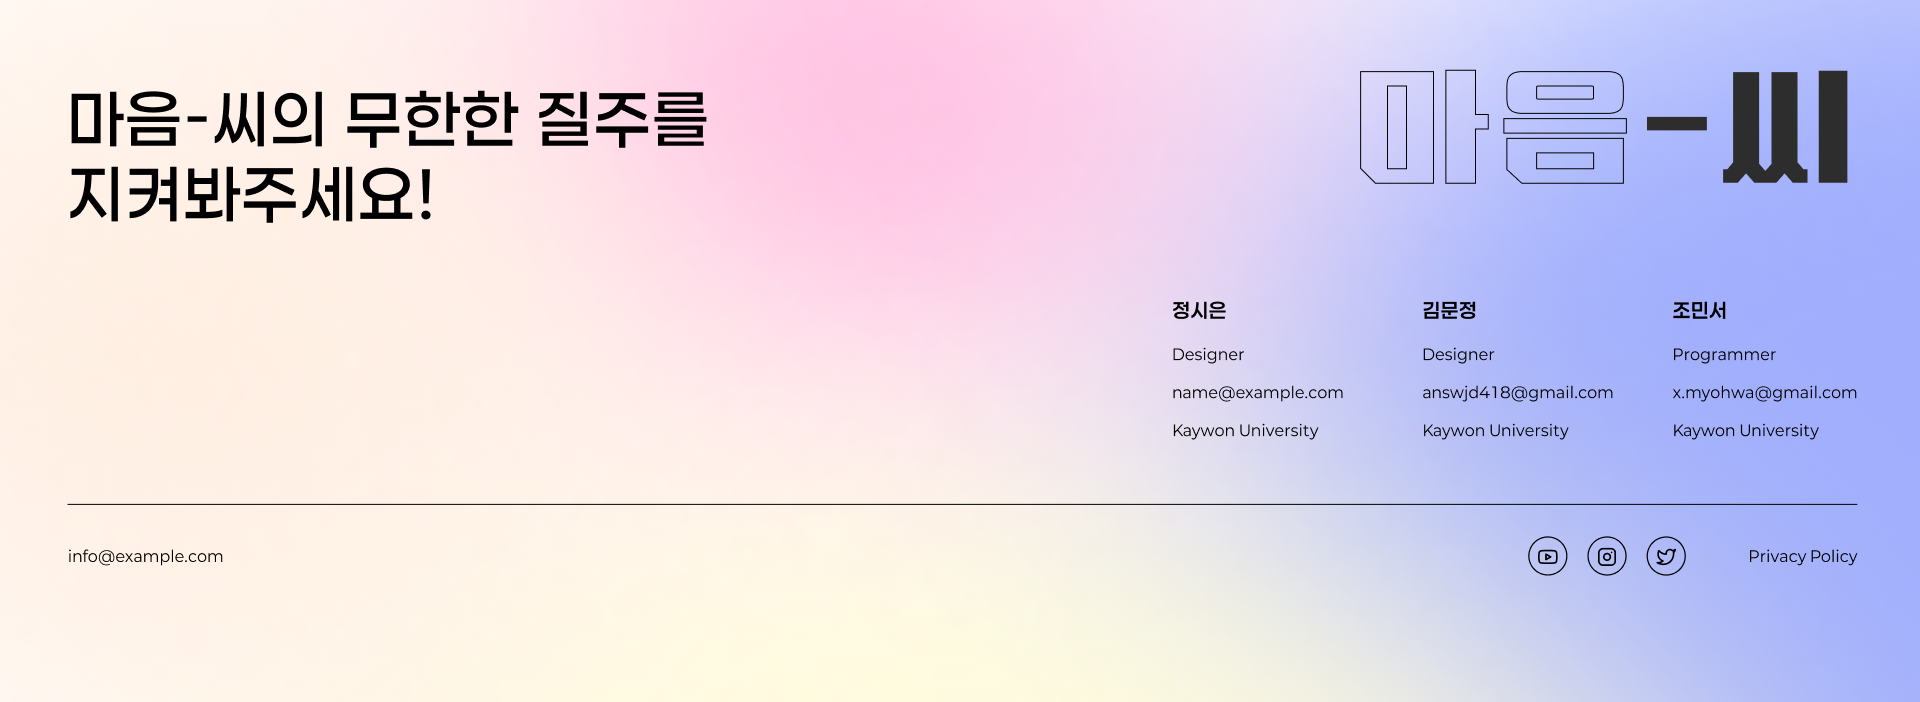 마음-씨의 무한한 질주를
지켜봐주세요!
마음-씨
정시은
Designer
name@example.com
Kaywon University
김문정
Designer
answjd418@gmail.com
Kaywon University
조민서
Programmer
x.myohwa@gmail.com
Kaywon University
info@example.com
Privacy Policy